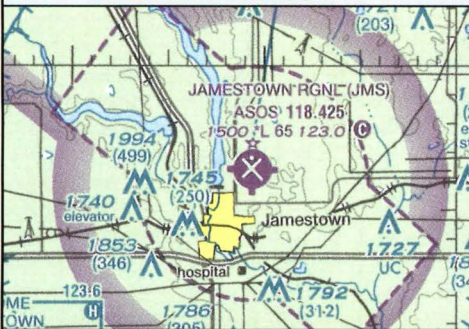 (203)
JAMESTOWN RGNL (JMS)
ASOS 118.425
1500 *L 65 123.0 C
1994
(499)
1745
(250)
1740
elevator
Jamestown
1853
(346)
1727
UC
hospital
123.6
H
1792
(312)
1786
(305)
OWN